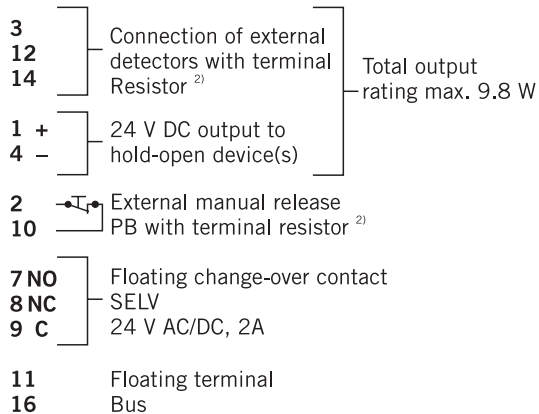 3
12
14
Connection of external
detectors with terminal
Resistor 2)
1 +
4 –
24 V DC output to
hold-open device(s)
Total output
rating max. 9.8 W
2
10
External manual release
PB with terminal resistor 2)
7 NO
8 NC
9 C
Floating change-over contact
SELV
24 V AC/DC, 2A
11 Floating terminal
16 Bus